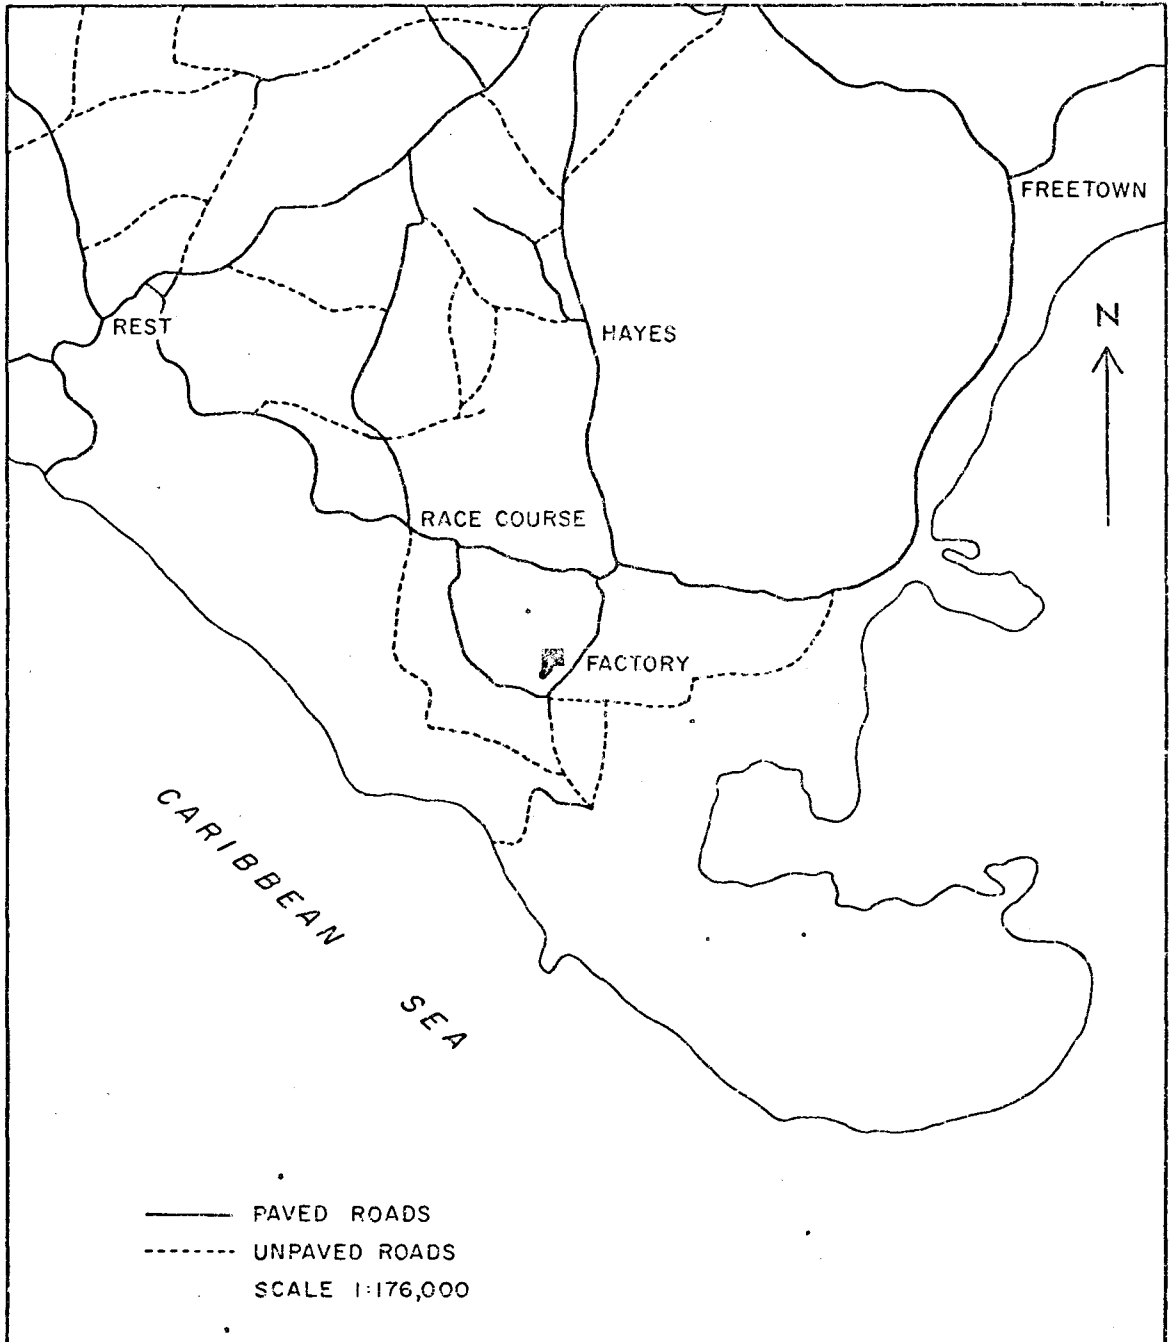 FREETOWN
N
REST
HAYES
RACE COURSE
FACTORY
CARIBBEAN SEA
PAVED ROADS
UNPAVED ROADS
SCALE 1:176,000